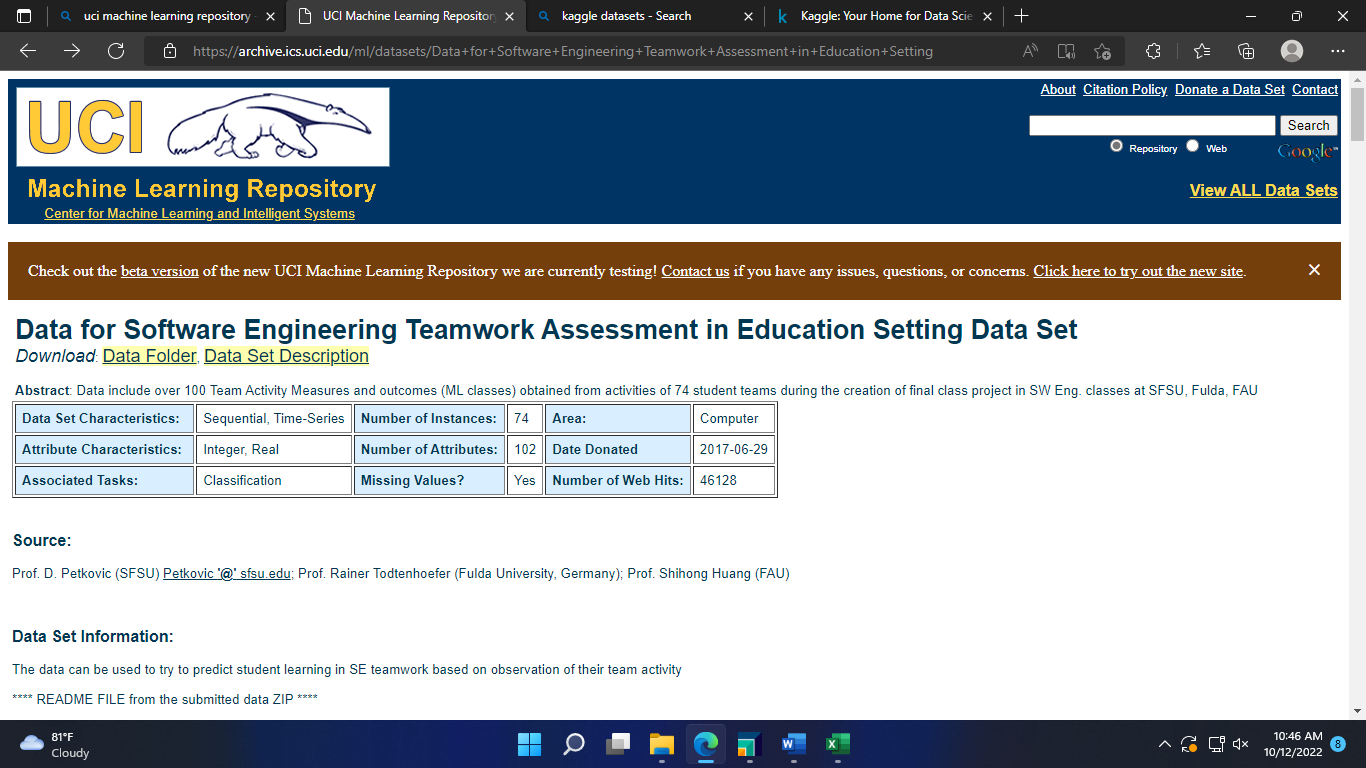 uci machine learning repository -
UCI Machine Learning Repository
kaggle datasets - Search
Kaggle: Your Home for Data Scie
https://archive.ics.uci.edu/ml/datasets/Data+for+Software+Engineering+Teamwork+Assessment+in+Education+Setting
UCI
Machine Learning Repository
Center for Machine Learning and Intelligent Systems
About Citation Policy Donate a Data Set Contact
Search
Repository Web Google™
View ALL Data Sets
Check out the beta version of the new UCI Machine Learning Repository we are currently testing! Contact us if you have any issues, questions, or concerns. Click here to try out the new site.
Data for Software Engineering Teamwork Assessment in Education Setting Data Set
Download: Data Folder, Data Set Description
Abstract: Data include over 100 Team Activity Measures and outcomes (ML classes) obtained from activities of 74 student teams during the creation of final class project in SW Eng. classes at SFSU, Fulda, FAU
Data Set Characteristics: Sequential, Time-Series Number of Instances: 74 Area: Computer
Attribute Characteristics: Integer, Real Number of Attributes: 102 Date Donated 2017-06-29
Associated Tasks: Classification Missing Values? Yes Number of Web Hits: 46128
Source:
Prof. D. Petkovic (SFSU) Petkovic '@' sfsu.edu; Prof. Rainer Todtenhoefer (Fulda University, Germany); Prof. Shihong Huang (FAU)
Data Set Information:
The data can be used to try to predict student learning in SE teamwork based on observation of their team activity
**** README FILE from the submitted data ZIP ****
81°F
Cloudy
10:46 AM
10/12/2022
8